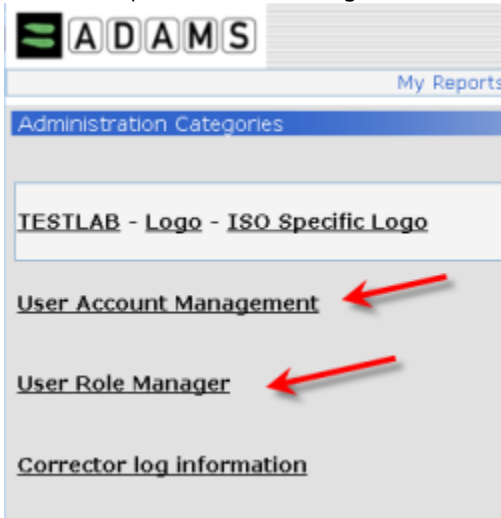 ADAMS
My Reports
Administration Categories
TESTLAB - Logo - ISO Specific Logo
User Account Management
User Role Manager
Corrector log information